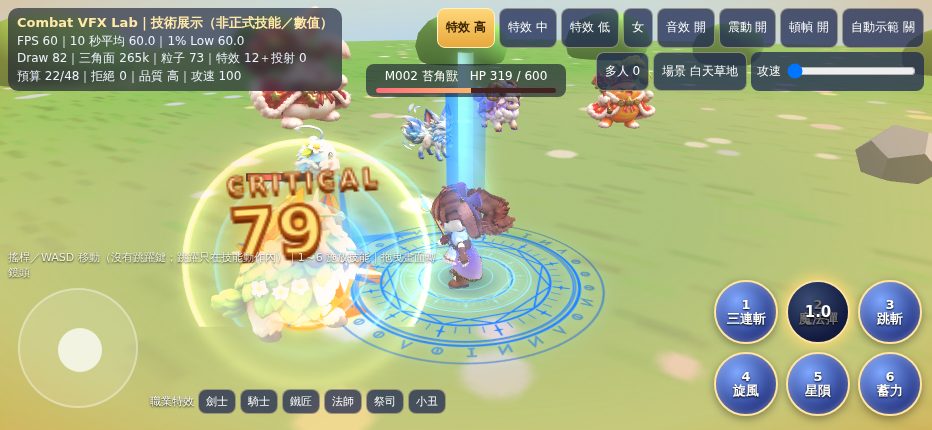 Combat VFX Lab｜技術展示（非正式技能／數值）
FPS 60｜10 秒平均 60.0｜1% Low 60.0
Draw 82｜三角面 265k｜粒子 73｜特效 12＋投射 0
預算 22/48｜拒絕 0｜品質 高｜攻速 100
特效 高
特效 中
特效 低
女
音效 開
震動 開
頓幀 開
自動示範 關
多人 0
場景 白天草地
攻速
M002 苔角獸 HP 319 / 600
CRITICAL
79
搖桿／WASD 移動（沒有跳躍鍵；跳躍只在技能動作內）｜1～6 施放技能｜拖曳畫面轉
鏡頭
1
三連斬
2
魔法彈
1.0
3
跳斬
4
旋風
5
星隕
6
蓄力
職業特效
劍士
騎士
鐵匠
法師
祭司
小丑